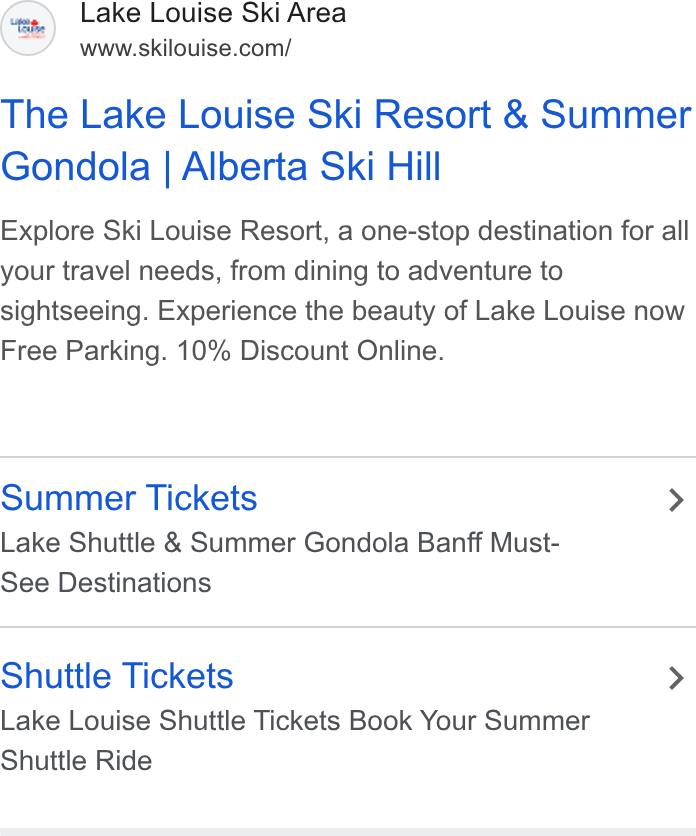 Lake Louise
Lake Louise Ski Area
www.skilouise.com/
The Lake Louise Ski Resort & Summer
Gondola | Alberta Ski Hill
Explore Ski Louise Resort, a one-stop destination for all
your travel needs, from dining to adventure to
sightseeing. Experience the beauty of Lake Louise now
Free Parking. 10% Discount Online.
Summer Tickets
Lake Shuttle & Summer Gondola Banff Must-
See Destinations
Shuttle Tickets
Lake Louise Shuttle Tickets Book Your Summer
Shuttle Ride